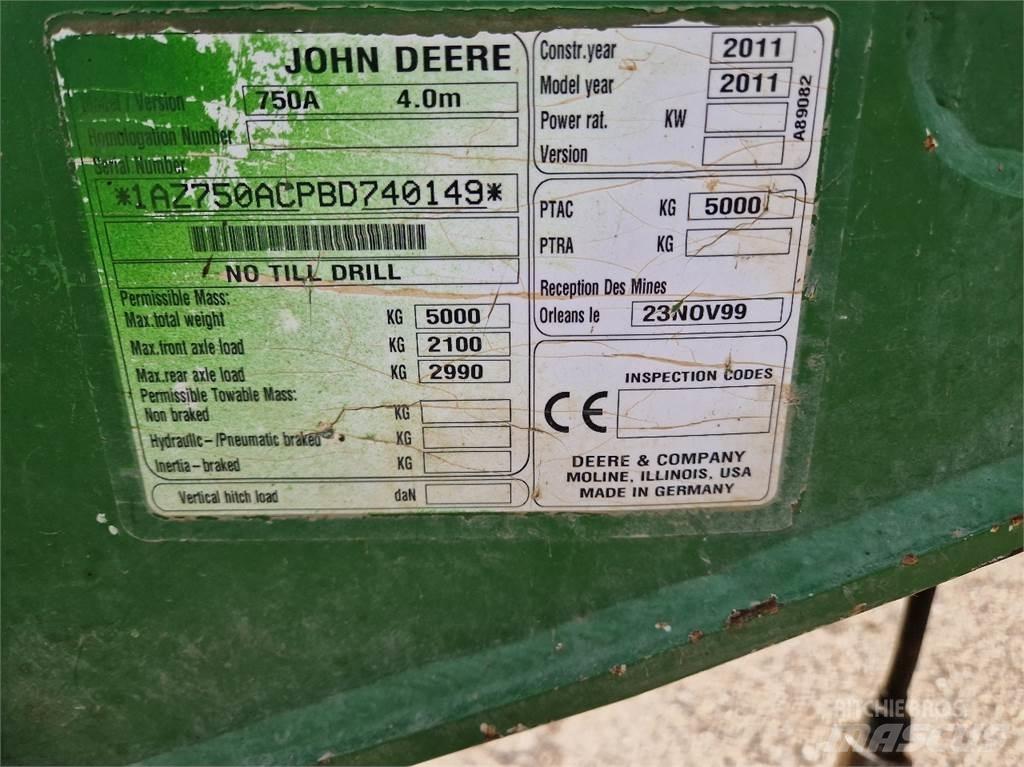 JOHN DEERE
Model / Version 750A 4.0m
Homologation Number
Serial Number
*1AZ750ACPBD740149*
NO TILL DRILL
Permissible Mass:
Max.total weight KG 5000
Max.front axle load KG 2100
Max.rear axle load KG 2990
Permissible Towable Mass:
Non braked KG
Hydraulic-/Pneumatic braked KG
Inertia-braked KG
Vertical hitch load daN
Constr.year 2011
Model year 2011
Power rat. KW
Version
A89082
PTAC KG 5000
PTRA KG
Reception Des Mines
Orleans le 23NOV99
INSPECTION CODES
CE
DEERE & COMPANY
MOLINE, ILLINOIS, USA
MADE IN GERMANY
RITCHIE BROS
MASCUS